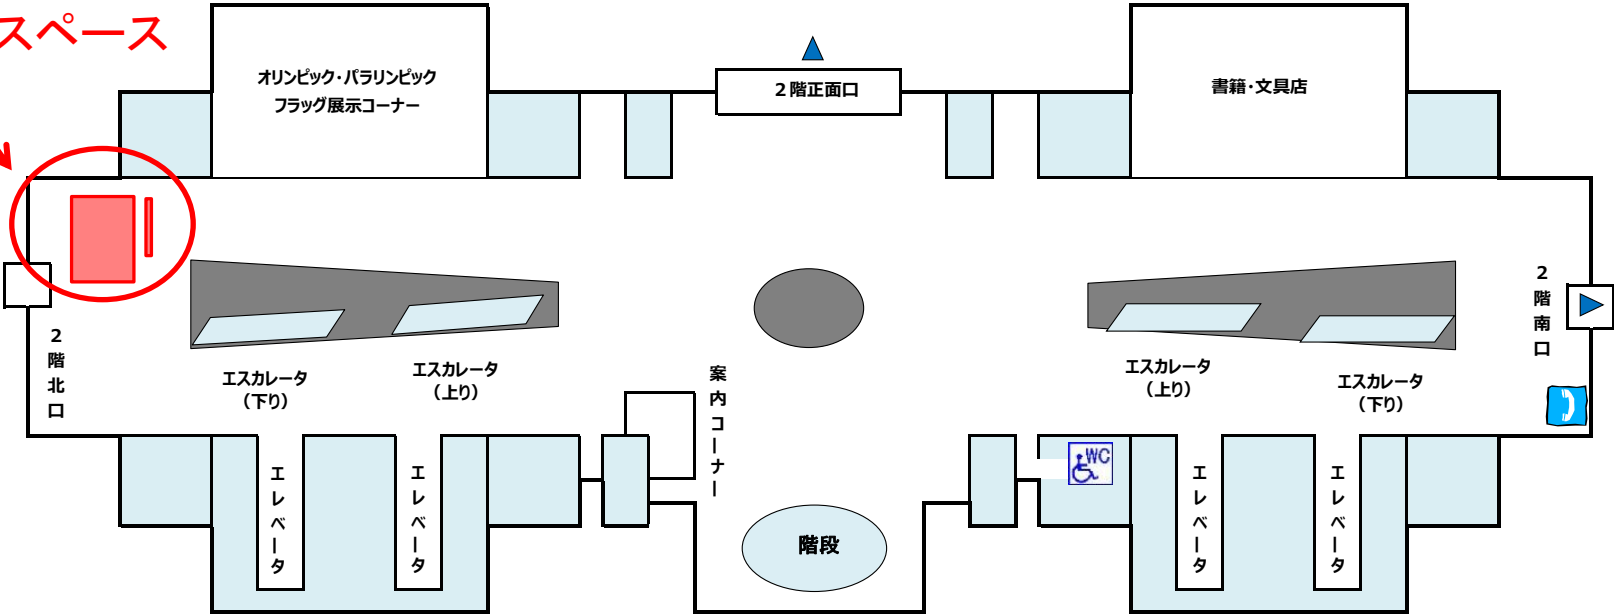 スペース
オリンピック・パラリンピック
フラッグ展示コーナー
２階正面口
書籍・文具店
２階北口
２階南口
エスカレータ
（下り）
エスカレータ
（上り）
案内コーナー
エスカレータ
（上り）
エスカレータ
（下り）
エレベータ
エレベータ
階段
WC
エレベータ
エレベータ